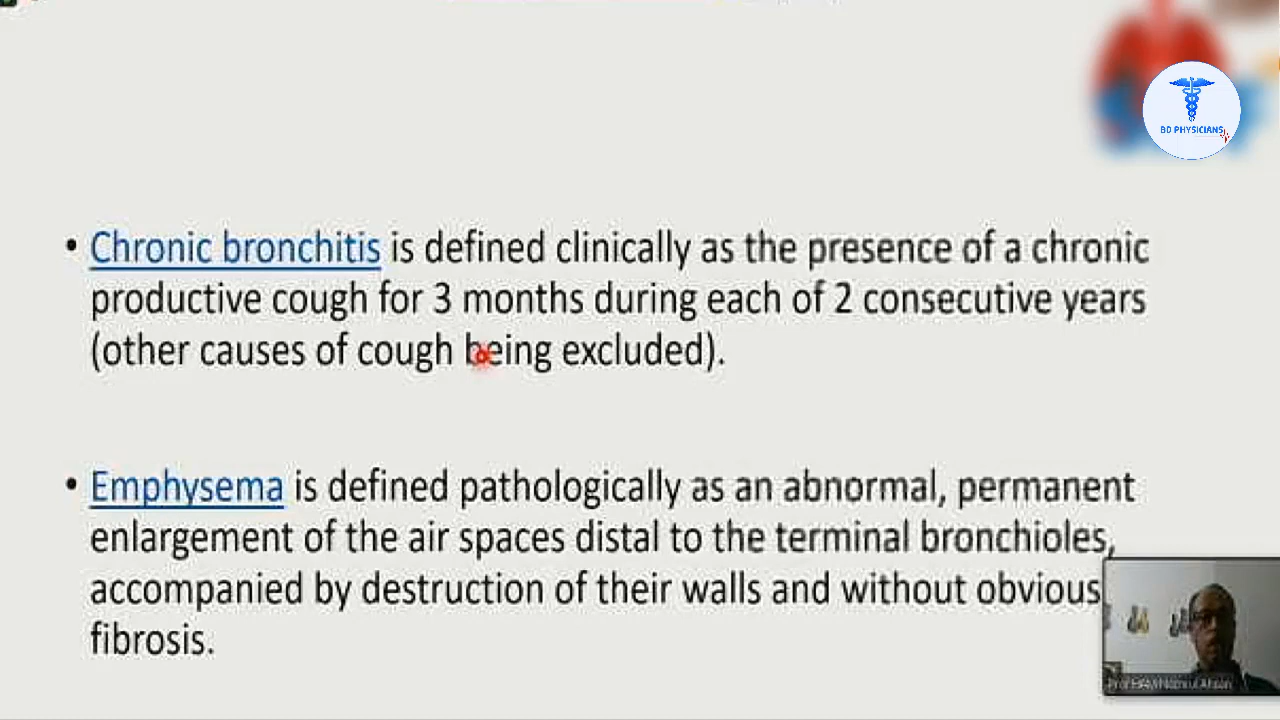 BD PHYSICIANS
• Chronic bronchitis is defined clinically as the presence of a chronic
productive cough for 3 months during each of 2 consecutive years
(other causes of cough being excluded).
• Emphysema is defined pathologically as an abnormal, permanent
enlargement of the air spaces distal to the terminal bronchioles,
accompanied by destruction of their walls and without obvious
fibrosis.